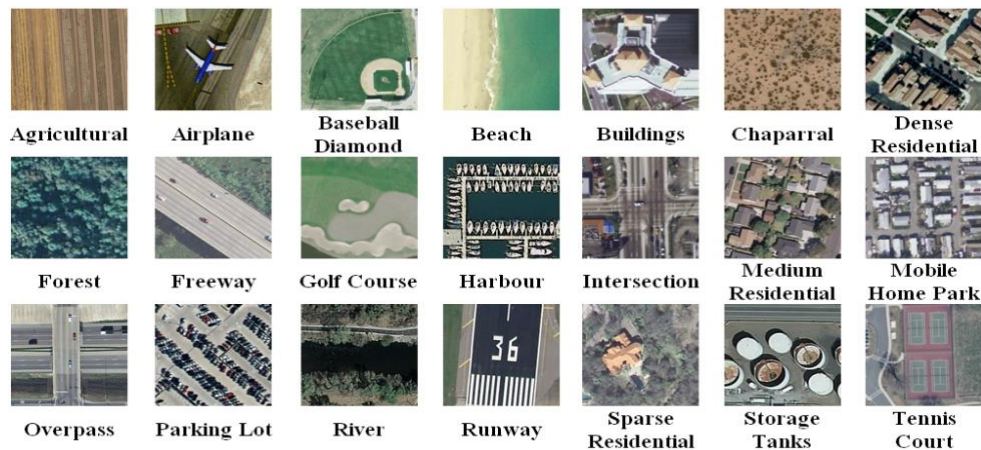 Agricultural
Airplane
Baseball
Diamond
Beach
Buildings
Chaparral
Dense
Residential
Forest
Freeway
Golf Course
Harbour
Intersection
Medium
Residential
Mobile
Home Park
36
Overpass
Parking Lot
River
Runway
Sparse
Residential
Storage
Tanks
Tennis
Court